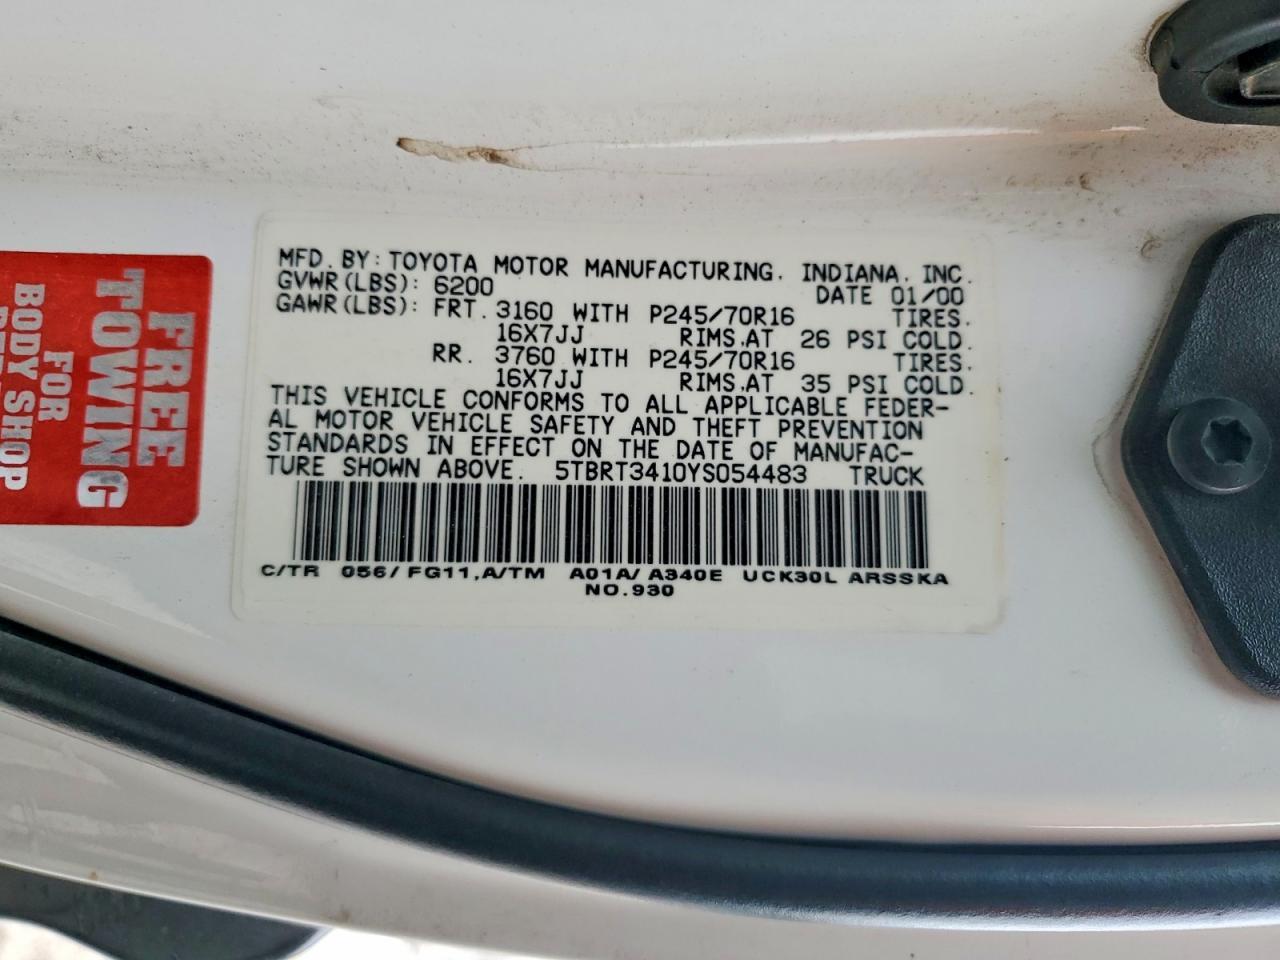 MFD. BY: TOYOTA MOTOR MANUFACTURING. INDIANA. INC.
GVWR(LBS): 6200 DATE 01/00
GAWR(LBS): FRT. 3160 WITH P245/70R16 TIRES.
16X7JJ RIMS.AT 26 PSI COLD.
RR. 3760 WITH P245/70R16 TIRES.
16X7JJ RIMS.AT 35 PSI COLD.
THIS VEHICLE CONFORMS TO ALL APPLICABLE FEDER-
AL MOTOR VEHICLE SAFETY AND THEFT PREVENTION
STANDARDS IN EFFECT ON THE DATE OF MANUFAC-
TURE SHOWN ABOVE. 5TBRT3410YS054483 TRUCK
C/TR 056/FG11,A/TM A01A/A340E UCK30L ARSSKA
NO.930
FREE
TOWING
FOR
BODY SHOP